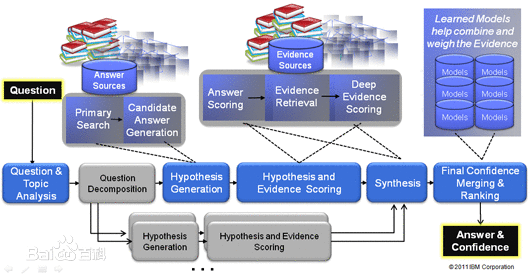 Question
Answer
Sources
Primary
Search
Candidate
Answer
Generation
Evidence
Sources
Answer
Scoring
Evidence
Retrieval
Deep
Evidence
Scoring
Learned Models
help combine and
weigh the Evidence
Models
Models
Models
Models
Models
Models
Question &
Topic
Analysis
Question
Decomposition
Hypothesis
Generation
Hypothesis and
Evidence Scoring
Synthesis
Final Confidence
Merging &
Ranking
Hypothesis
Generation
Hypothesis and Evidence
Scoring
Answer &
Confidence
...
Baidu百科
©2011IBM Corporation